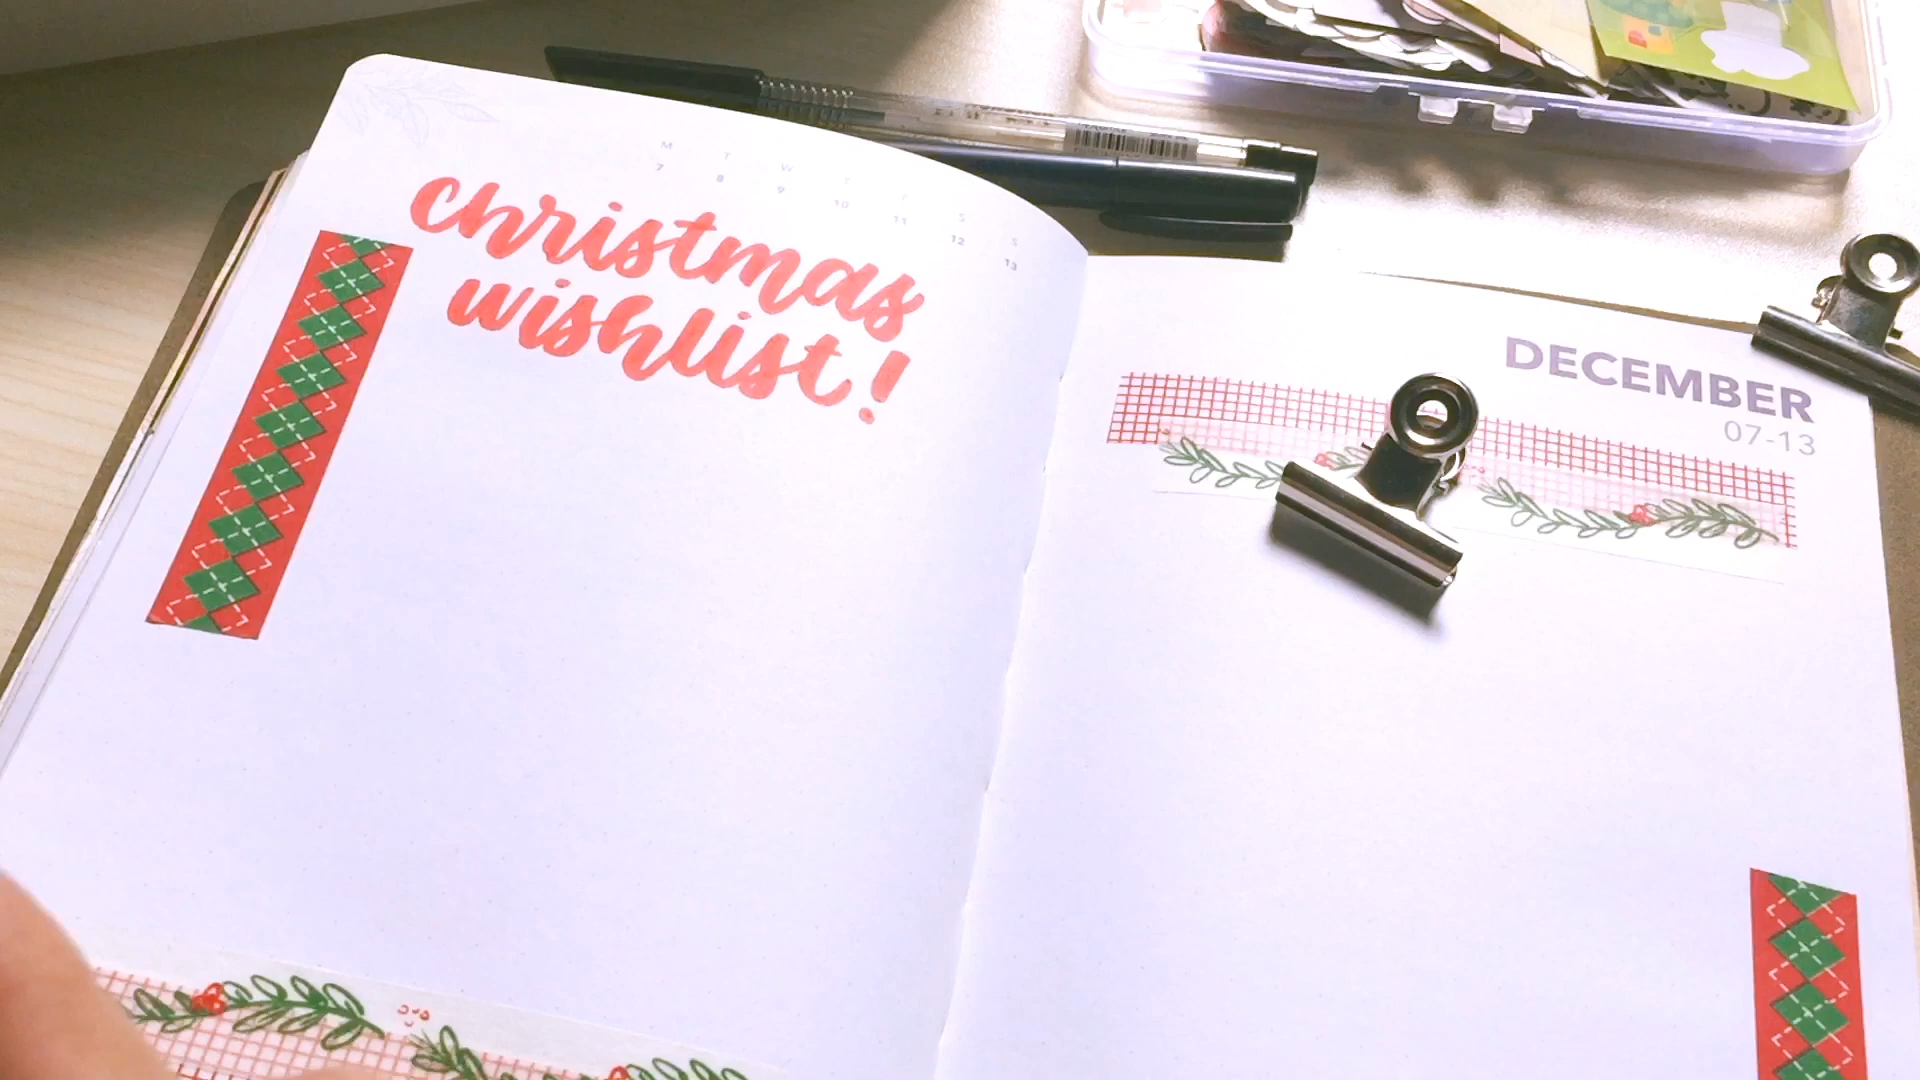 M T W T F S S
7 8 9 10 11 12 13
christmas
wishlist!
DECEMBER
07-13